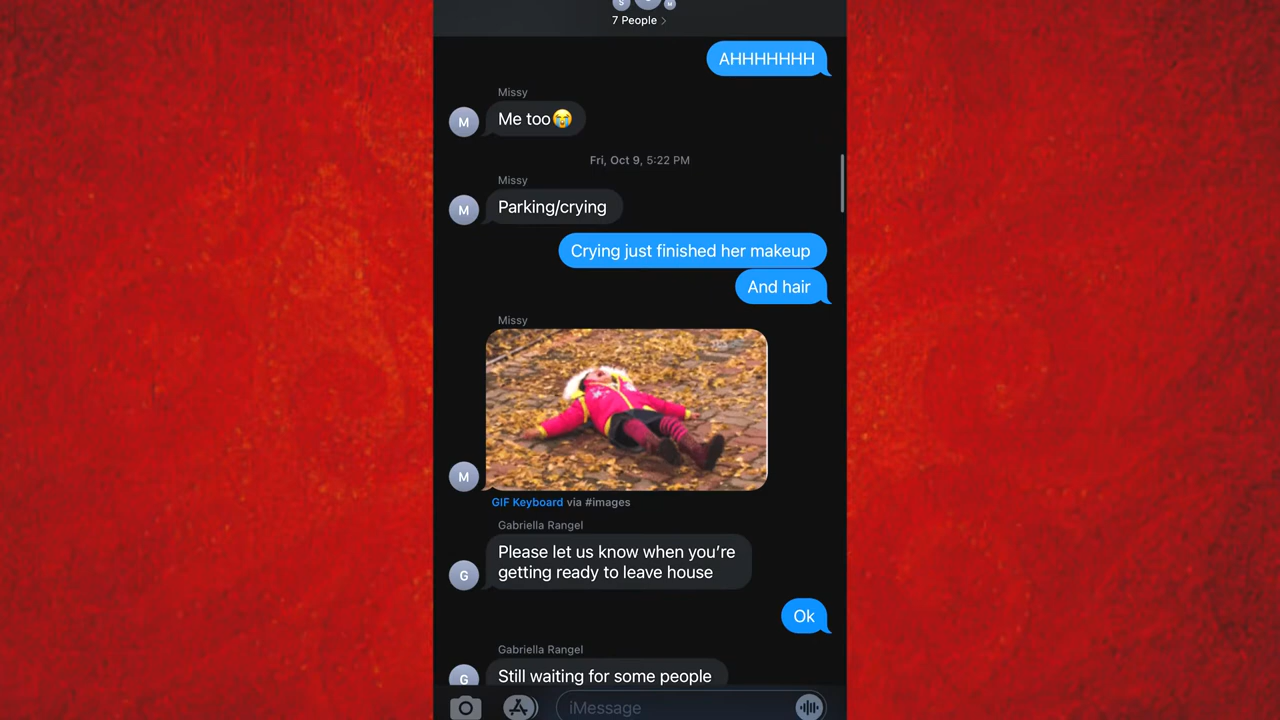 S
M
7 People >
AHHHHHHH
Missy
M
Me too😭
Fri, Oct 9, 5:22 PM
Missy
M
Parking/crying
Crying just finished her makeup
And hair
Missy
M
GIF Keyboard via #images
Gabriella Rangel
Please let us know when you're
getting ready to leave house
G
Ok
Gabriella Rangel
G
Still waiting for some people
iMessage